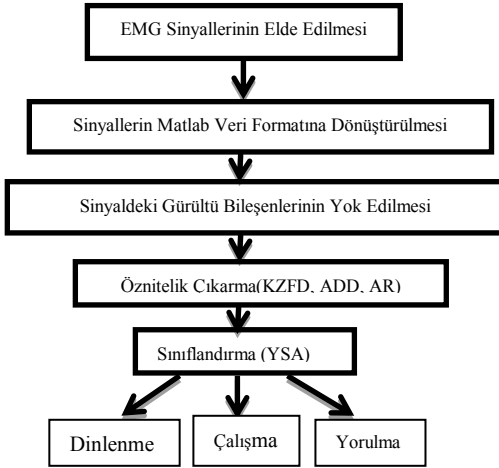 EMG Sinyallerinin Elde Edilmesi
Sinyallerin Matlab Veri Formatına Dönüştürülmesi
Sinyaldeki Gürültü Bileşenlerinin Yok Edilmesi
Öznitelik Çıkarma(KZFD, ADD, AR)
Sınıflandırma (YSA)
Dinlenme
Çalışma
Yorulma